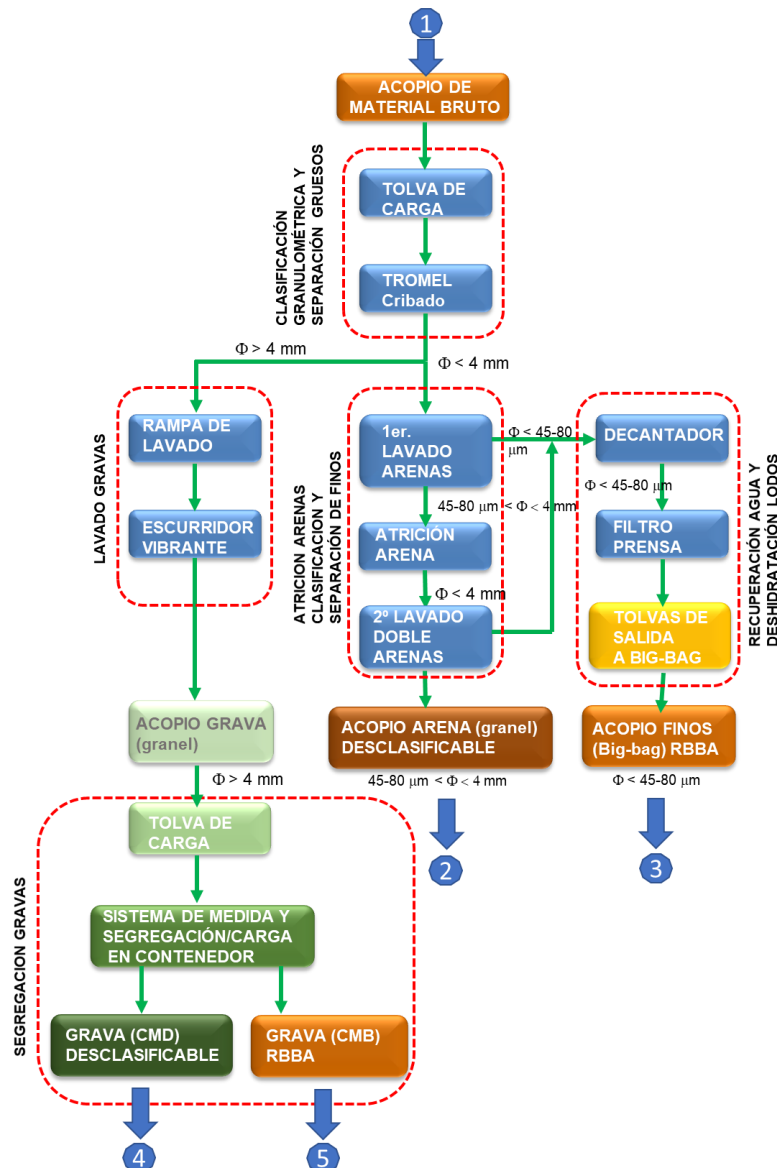 1
ACOPIO DE
MATERIAL BRUTO
CLASIFICACIÓN
GRANULOMÉTRICA Y
SEPARACIÓN GRUESOS
TOLVA DE
CARGA
TROMEL
Cribado
Φ > 4 mm
Φ < 4 mm
LAVADO GRAVAS
RAMPA DE
LAVADO
ESCURRIDOR
VIBRANTE
ATRICION ARENAS
CLASIFICACION Y
SEPARACIÓN DE FINOS
1er.
LAVADO
ARENAS
Φ < 45-80
μm
45-80 μm < Φ < 4 mm
ATRICIÓN
ARENA
Φ < 4 mm
2º LAVADO
DOBLE
ARENAS
DECANTADOR
Φ < 45-80 μm
FILTRO
PRENSA
TOLVAS DE
SALIDA
A BIG-BAG
RECUPERACIÓN AGUA Y
DESHIDRATACIÓN LODOS
ACOPIO GRAVA
(granel)
ACOPIO ARENA (granel)
DESCLASIFICABLE
ACOPIO FINOS
(Big-bag) RBBA
Φ > 4 mm
45-80 μm < Φ < 4 mm
Φ < 45-80 μm
2
3
SEGREGACION GRAVAS
TOLVA DE
CARGA
SISTEMA DE MEDIDA Y
SEGREGACIÓN/CARGA
EN CONTENEDOR
GRAVA (CMD)
DESCLASIFICABLE
GRAVA (CMB)
RBBA
4
5